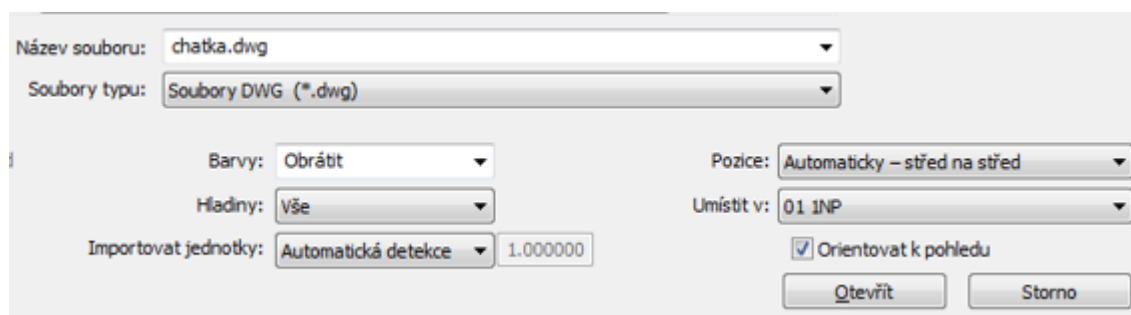 Název souboru: chatka.dwg
Soubory typu: Soubory DWG (*.dwg)
Barvy: Obrátit Pozice: Automaticky – střed na střed
Hladiny: Vše Umístit v: 01 1NP
Importovat jednotky: Automatická detekce 1.000000 Orientovat k pohledu
Otevřít Storno